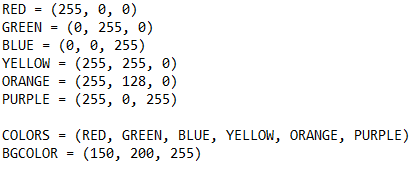 RED = (255, 0, 0)
GREEN = (0, 255, 0)
BLUE = (0, 0, 255)
YELLOW = (255, 255, 0)
ORANGE = (255, 128, 0)
PURPLE = (255, 0, 255)
COLORS = (RED, GREEN, BLUE, YELLOW, ORANGE, PURPLE)
BGCOLOR = (150, 200, 255)